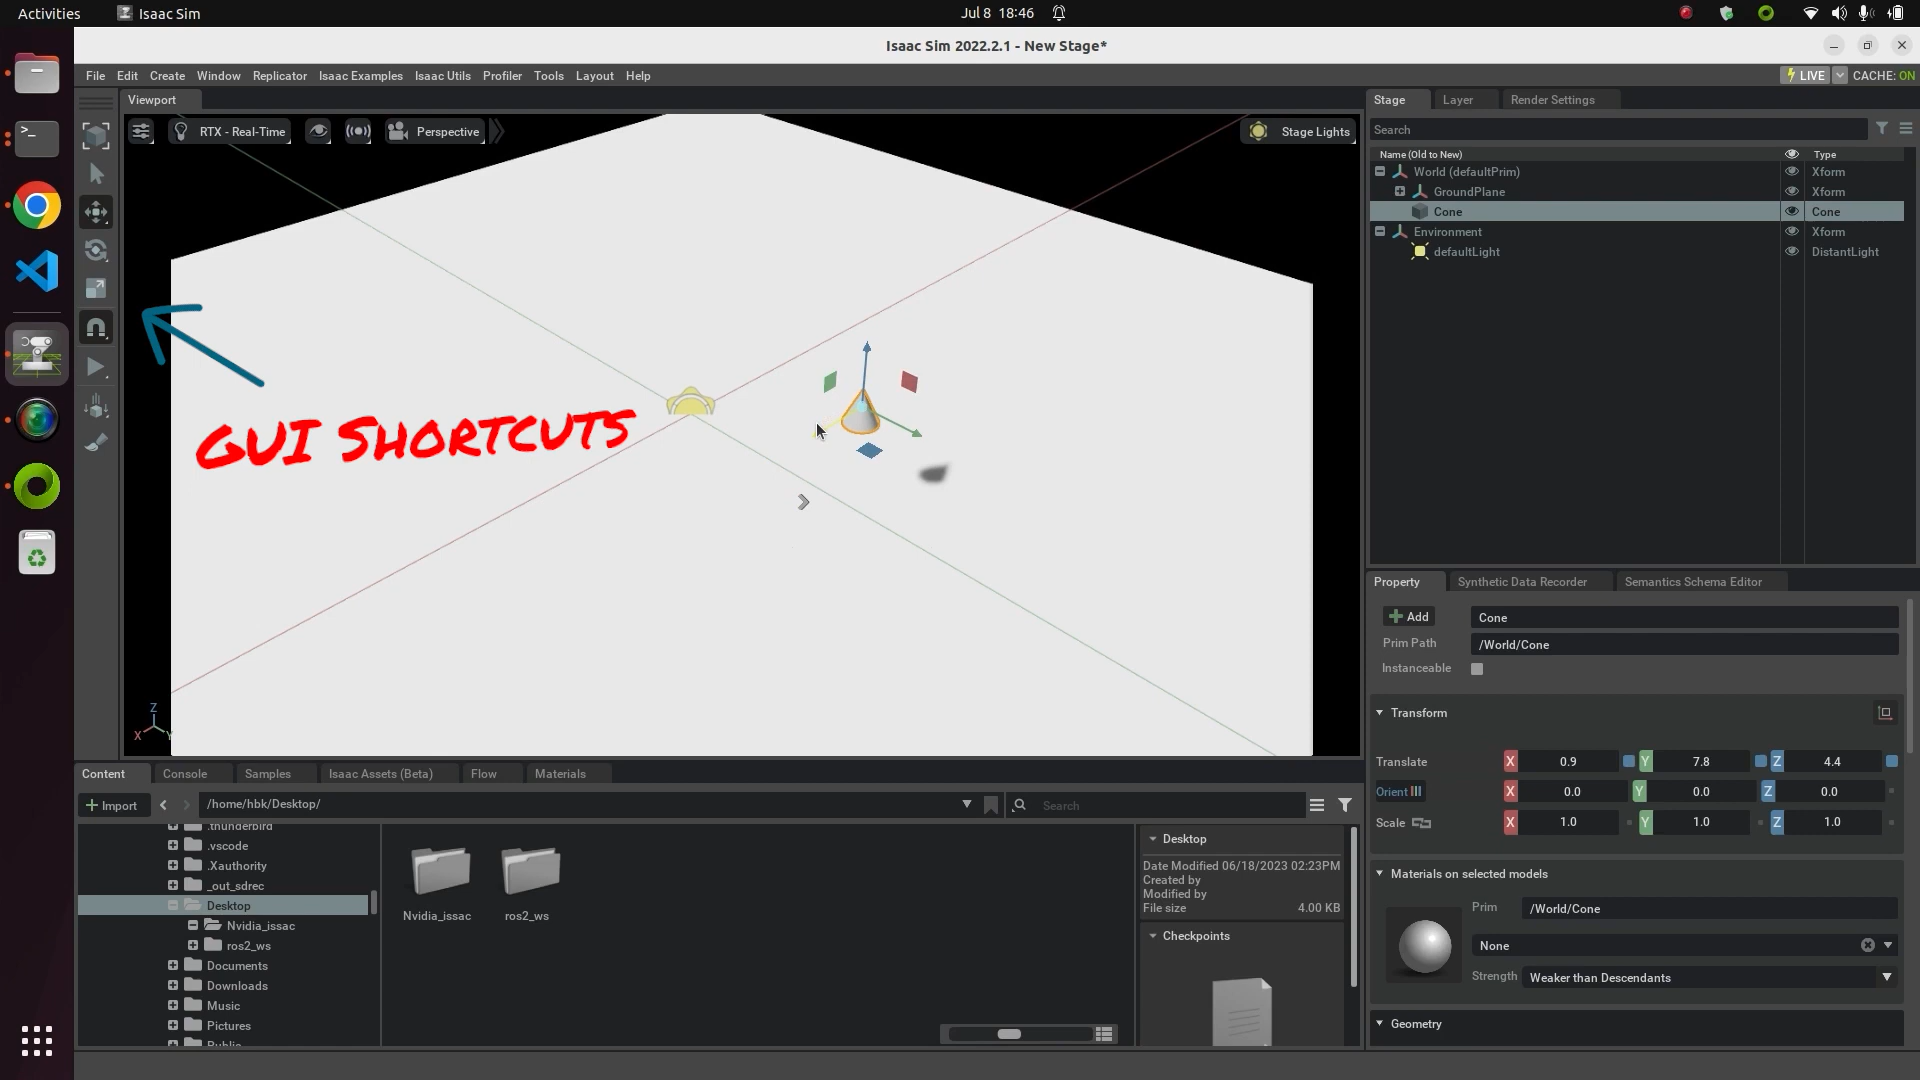 Activities
Isaac Sim
Jul 8 18:46
Isaac Sim 2022.2.1 - New Stage*
File Edit Create Window Replicator Isaac Examples Isaac Utils Profiler Tools Layout Help
LIVE
CACHE: ON
Viewport
RTX - Real-Time
Perspective
Stage Lights
GUI Shortcuts
Z
X
Y
Stage Layer Render Settings
Search
Name (Old to New) Type
World (defaultPrim) Xform
GroundPlane Xform
Cone Cone
Environment Xform
defaultLight DistantLight
Property Synthetic Data Recorder Semantics Schema Editor
Add Cone
Prim Path /World/Cone
Instanceable
Transform
Translate X 0.9 Y 7.8 Z 4.4
Orient X 0.0 Y 0.0 Z 0.0
Scale X 1.0 Y 1.0 Z 1.0
Materials on selected models
Prim /World/Cone
None
Strength Weaker than Descendants
Geometry
Content Console Samples Isaac Assets (Beta) Flow Materials
Import /home/hbk/Desktop/ Search
.thunderbird
.vscode
.Xauthority
_out_sdrec
Desktop
Nvidia_issac
ros2_ws
Documents
Downloads
Music
Pictures
Public
Nvidia_issac ros2_ws
Desktop
Date Modified 06/18/2023 02:23PM
Created by
Modified by
File size 4.00 KB
Checkpoints